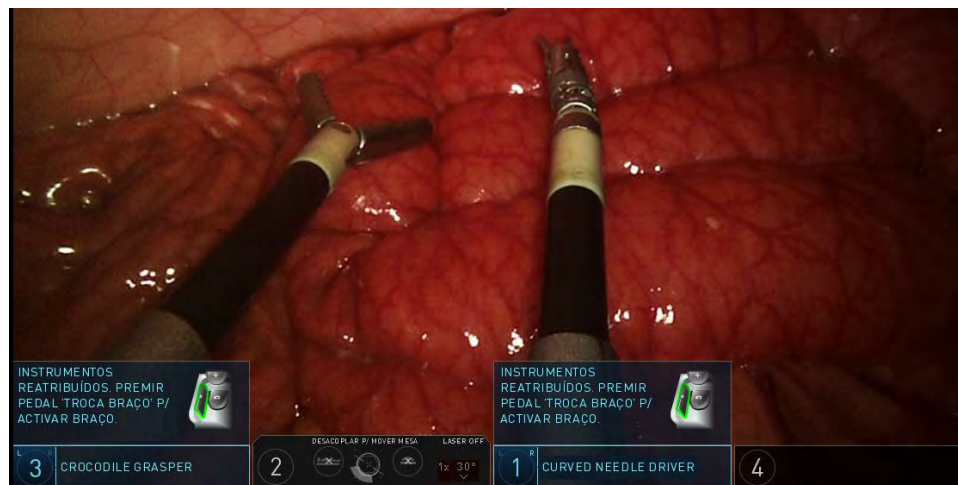 INSTRUMENTOS
REATRIBUÍDOS. PREMIR
PEDAL 'TROCA BRAÇO' P/
ACTIVAR BRAÇO.
L R
3 CROCODILE GRASPER
DESACOPLAR P/ MOVER MESA LASER OFF
2 1x 30°
INSTRUMENTOS
REATRIBUÍDOS. PREMIR
PEDAL 'TROCA BRAÇO' P/
ACTIVAR BRAÇO.
L R
1 CURVED NEEDLE DRIVER
4